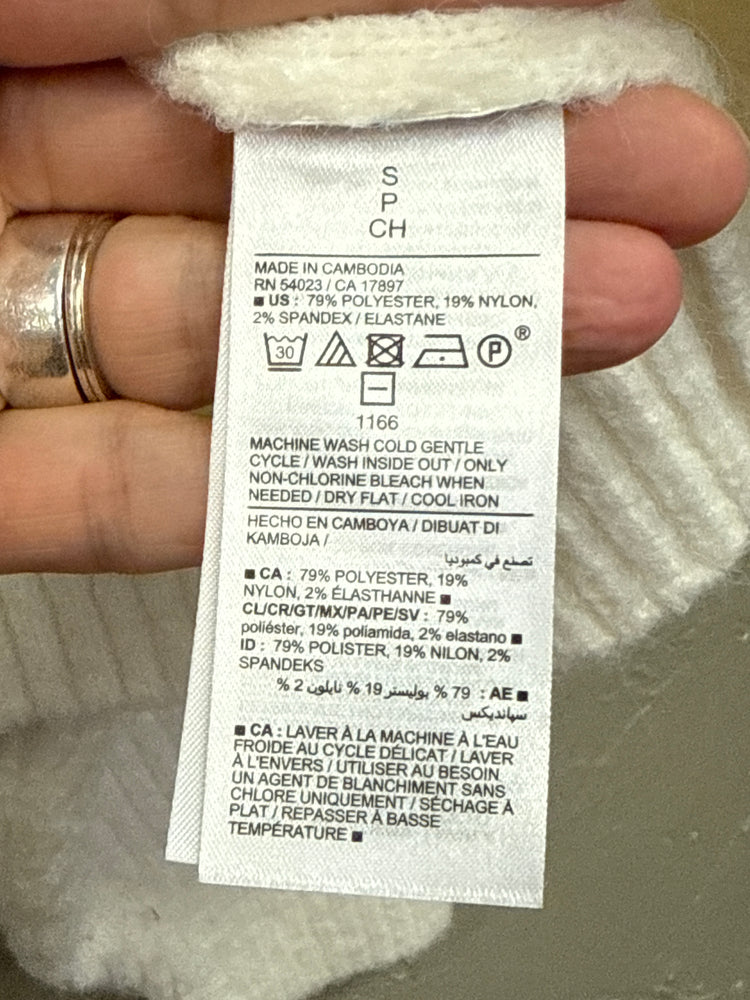 S
P
CH
MADE IN CAMBODIA
RN 54023 / CA 17897
■ US : 79% POLYESTER, 19% NYLON,
2% SPANDEX / ELASTANE
30
P ®
1166
MACHINE WASH COLD GENTLE
CYCLE / WASH INSIDE OUT / ONLY
NON-CHLORINE BLEACH WHEN
NEEDED / DRY FLAT / COOL IRON
HECHO EN CAMBOYA / DIBUAT DI
KAMBOJA /
تصنع في كمبوديا
■ CA : 79% POLYESTER, 19%
NYLON, 2% ÉLASTHANNE ■
CL/CR/GT/MX/PA/PE/SV : 79%
poliéster, 19% poliamida, 2% elastano ■
ID : 79% POLISTER, 19% NILON, 2%
SPANDEKS
■ AE : 79 % بوليستر 19 % نايلون 2 %
سباندیکس
■ CA : LAVER À LA MACHINE À L'EAU
FROIDE AU CYCLE DÉLICAT / LAVER
À L'ENVERS / UTILISER AU BESOIN
UN AGENT DE BLANCHIMENT SANS
CHLORE UNIQUEMENT / SÉCHAGE À
PLAT / REPASSER À BASSE
TEMPÉRATURE ■